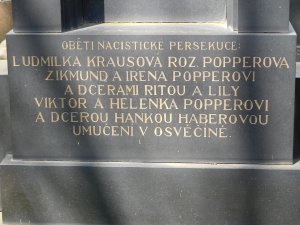 OBĚTI NACISTICKÉ PERSEKUCE:
LUDMILKA KRAUSOVÁ ROZ. POPPEROVÁ
ZIKMUND A IRENA POPPEROVI
A DCERAMI RITOU A LILY
VIKTOR A HELENKA POPPEROVI
A DCEROU HANKOU HABEROVOU
UMUČENI V OSVĚČINĚ.